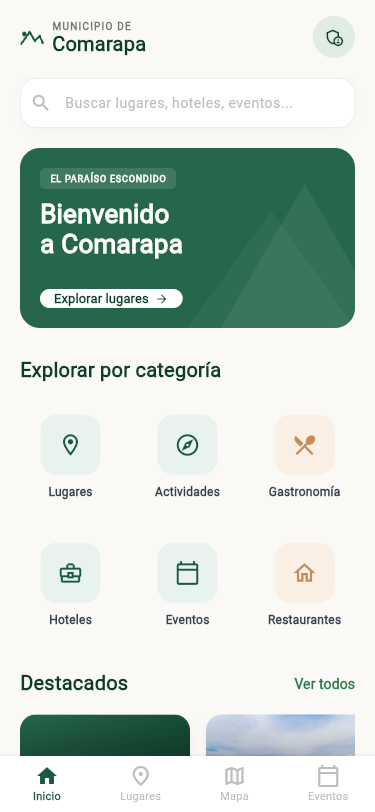 MUNICIPIO DE
Comarapa
Buscar lugares, hoteles, eventos...
EL PARAÍSO ESCONDIDO
Bienvenido
a Comarapa
Explorar lugares →
Explorar por categoría
Lugares
Actividades
Gastronomía
Hoteles
Eventos
Restaurantes
Destacados
Ver todos
Inicio
Lugares
Mapa
Eventos